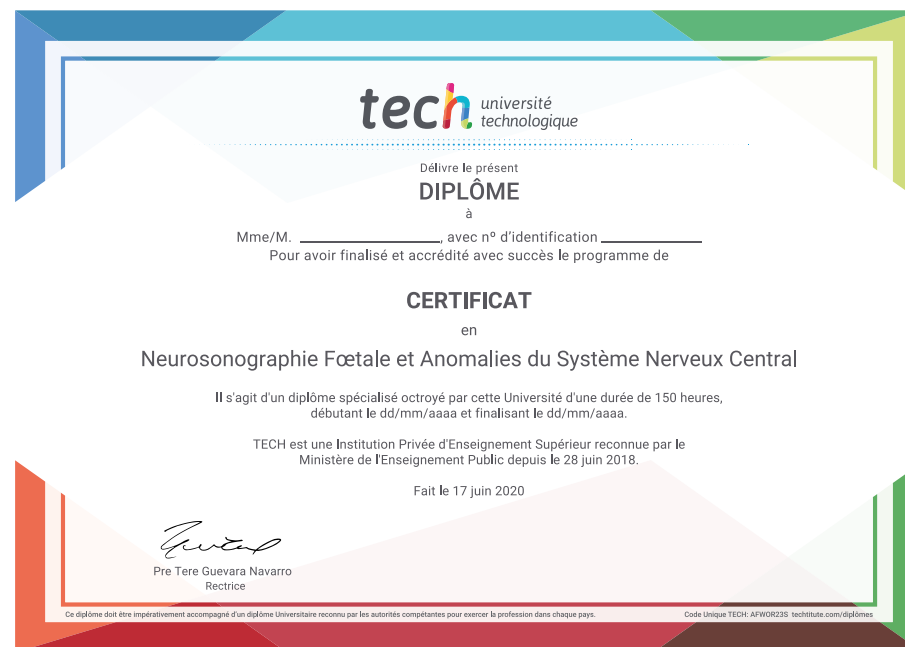 tech université
technologique
Délivre le présent
DIPLÔME
à
Mme/M. ____________________, avec nº d'identification ______________
Pour avoir finalisé et accrédité avec succès le programme de
CERTIFICAT
en
Neurosonographie Fœtale et Anomalies du Système Nerveux Central
Il s'agit d'un diplôme spécialisé octroyé par cette Université d'une durée de 150 heures,
débutant le dd/mm/aaaa et finalisant le dd/mm/aaaa.
TECH est une Institution Privée d'Enseignement Supérieur reconnue par le
Ministère de l'Enseignement Public depuis le 28 juin 2018.
Fait le 17 juin 2020
Pre Tere Guevara Navarro
Rectrice
Ce diplôme doit être impérativement accompagné d'un diplôme Universitaire reconnu par les autorités compétantes pour exercer la profession dans chaque pays.
Code Unique TECH: AFWOR23S techtitute.com/diplômes